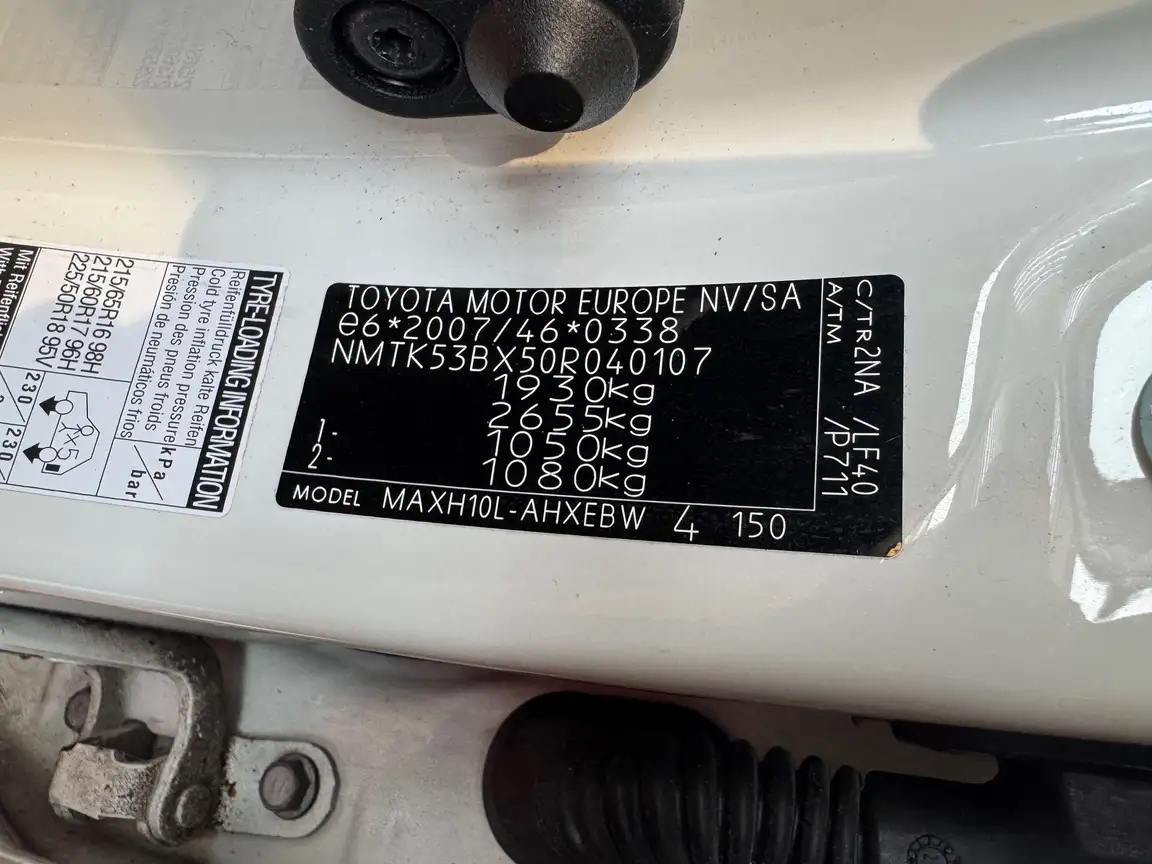 TYRE-LOADING INFORMATION
Reifenfülldruck kalte Reifen
Cold tyre inflation pressure
Pression des pneus froids
Presión de neumáticos fríos
kPa / bar
215/65R16 98H
215/60R17 96H
225/50R18 95V
230 / 230/
X5
TOYOTA MOTOR EUROPE NV/SA
e6*2007/46*0338
NMTK53BX50R040107
1930kg
2655kg
1- 1050kg
2- 1080kg
MODEL MAXH10L-AHXEBW 4 150
C/TR 2NA /LF40
A/TM /P711